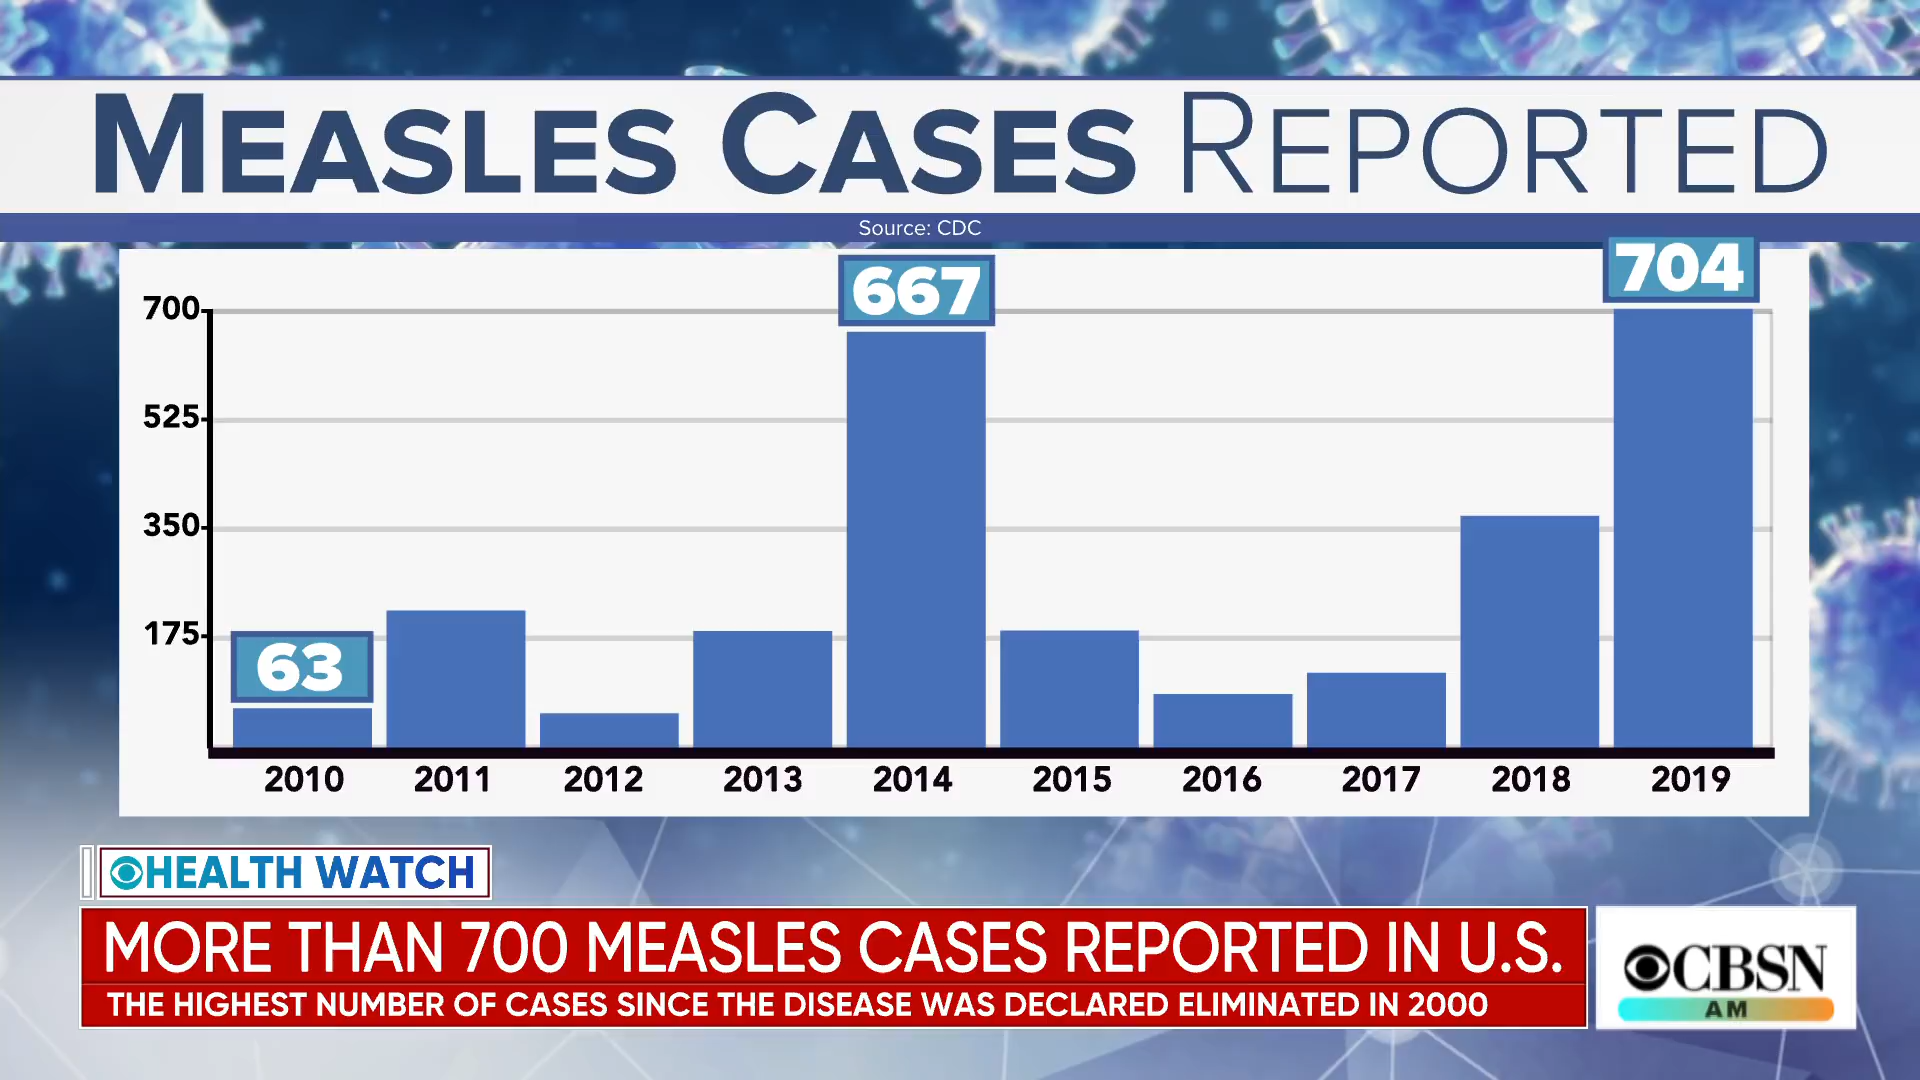 MEASLES CASES REPORTED
Source: CDC
667
704
700
525
350
175
63
2010 2011 2012 2013 2014 2015 2016 2017 2018 2019
HEALTH WATCH
MORE THAN 700 MEASLES CASES REPORTED IN U.S.
THE HIGHEST NUMBER OF CASES SINCE THE DISEASE WAS DECLARED ELIMINATED IN 2000
CBSN
AM